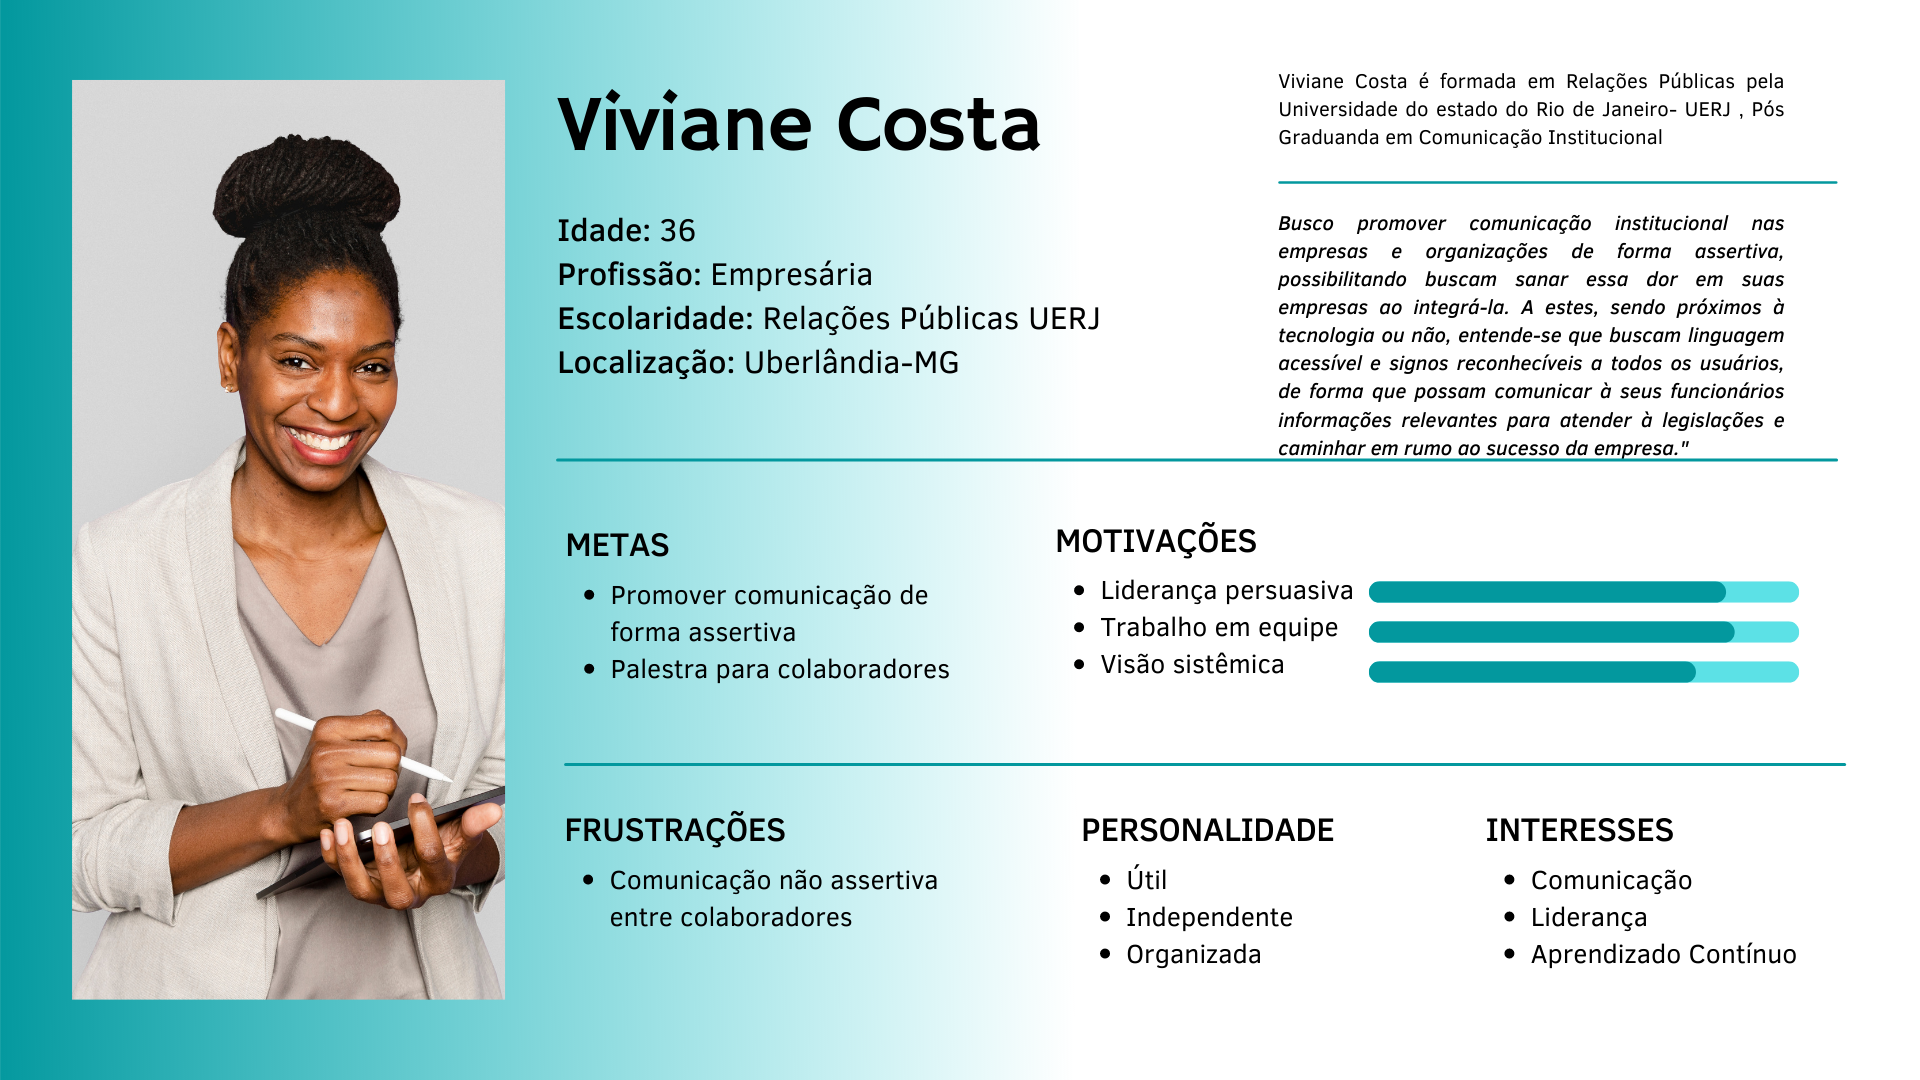 Viviane Costa
Idade: 36
Profissão: Empresária
Escolaridade: Relações Públicas UERJ
Localização: Uberlândia-MG
Viviane Costa é formada em Relações Públicas pela
Universidade do estado do Rio de Janeiro- UERJ , Pós
Graduanda em Comunicação Institucional
Busco promover comunicação institucional nas
empresas e organizações de forma assertiva,
possibilitando buscam sanar essa dor em suas
empresas ao integrá-la. A estes, sendo próximos à
tecnologia ou não, entende-se que buscam linguagem
acessível e signos reconhecíveis a todos os usuários,
de forma que possam comunicar à seus funcionários
informações relevantes para atender à legislações e
caminhar em rumo ao sucesso da empresa."
METAS
• Promover comunicação de
forma assertiva
• Palestra para colaboradores
MOTIVAÇÕES
• Liderança persuasiva
• Trabalho em equipe
• Visão sistêmica
FRUSTRAÇÕES
• Comunicação não assertiva
entre colaboradores
PERSONALIDADE
• Útil
• Independente
• Organizada
INTERESSES
• Comunicação
• Liderança
• Aprendizado Contínuo